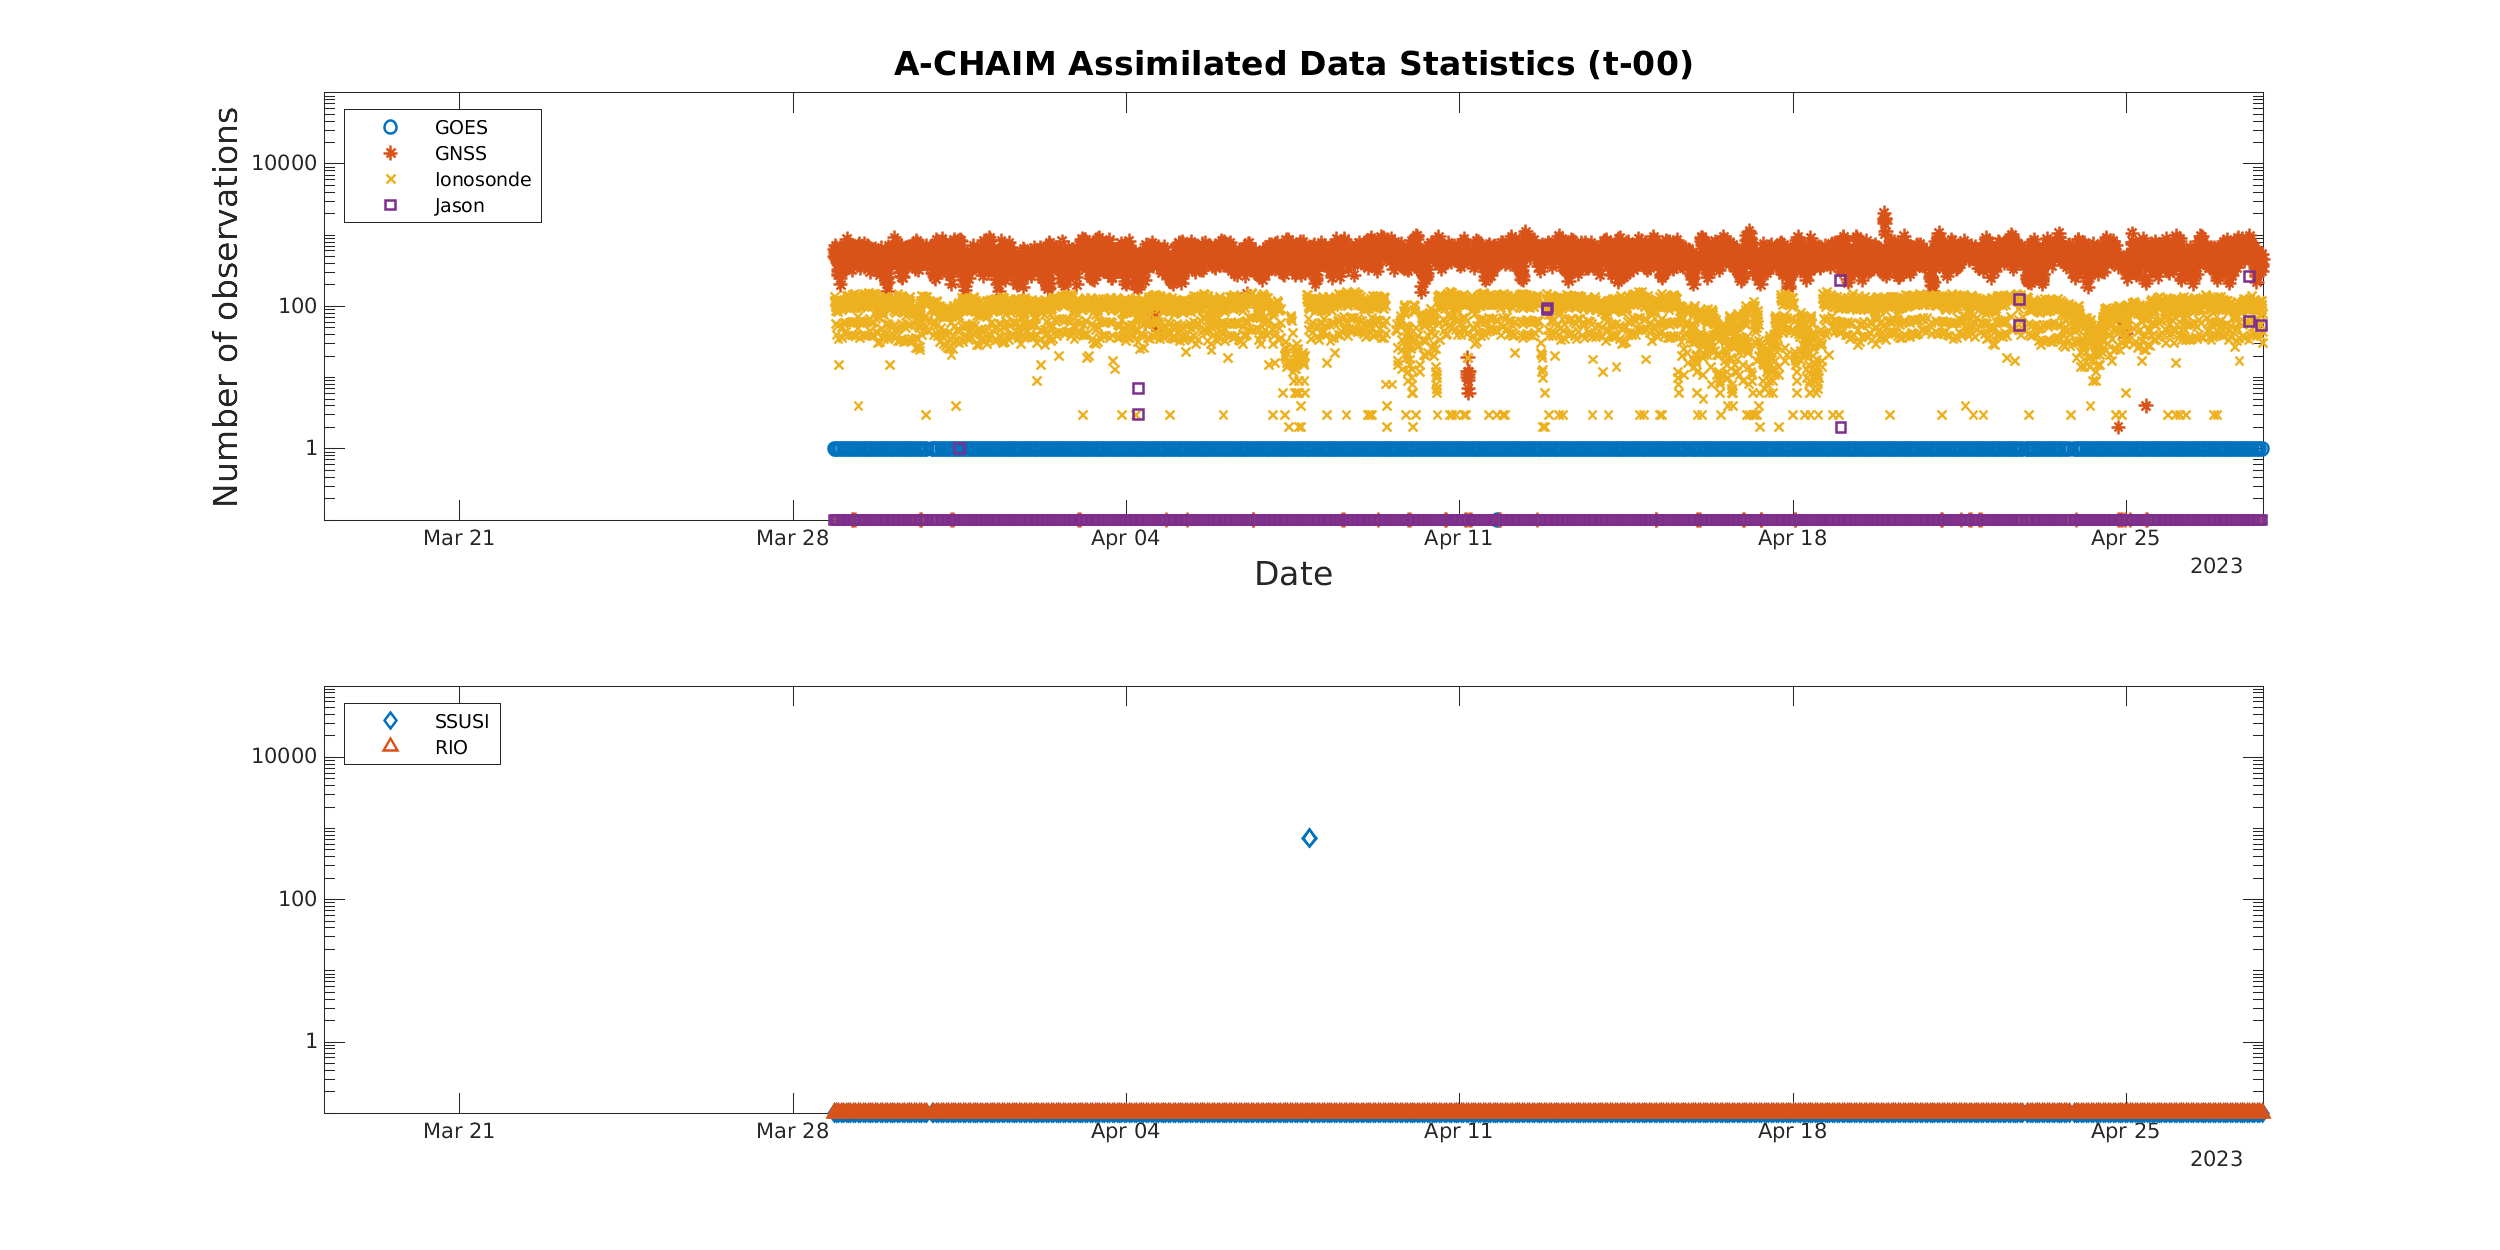 A-CHAIM Assimilated Data Statistics (t-00)
Number of observations
10000
100
1
GOES
GNSS
Ionosonde
Jason
Mar 21
Mar 28
Apr 04
Apr 11
Apr 18
Apr 25
2023
Date
10000
100
1
SSUSI
RIO
Mar 21
Mar 28
Apr 04
Apr 11
Apr 18
Apr 25
2023